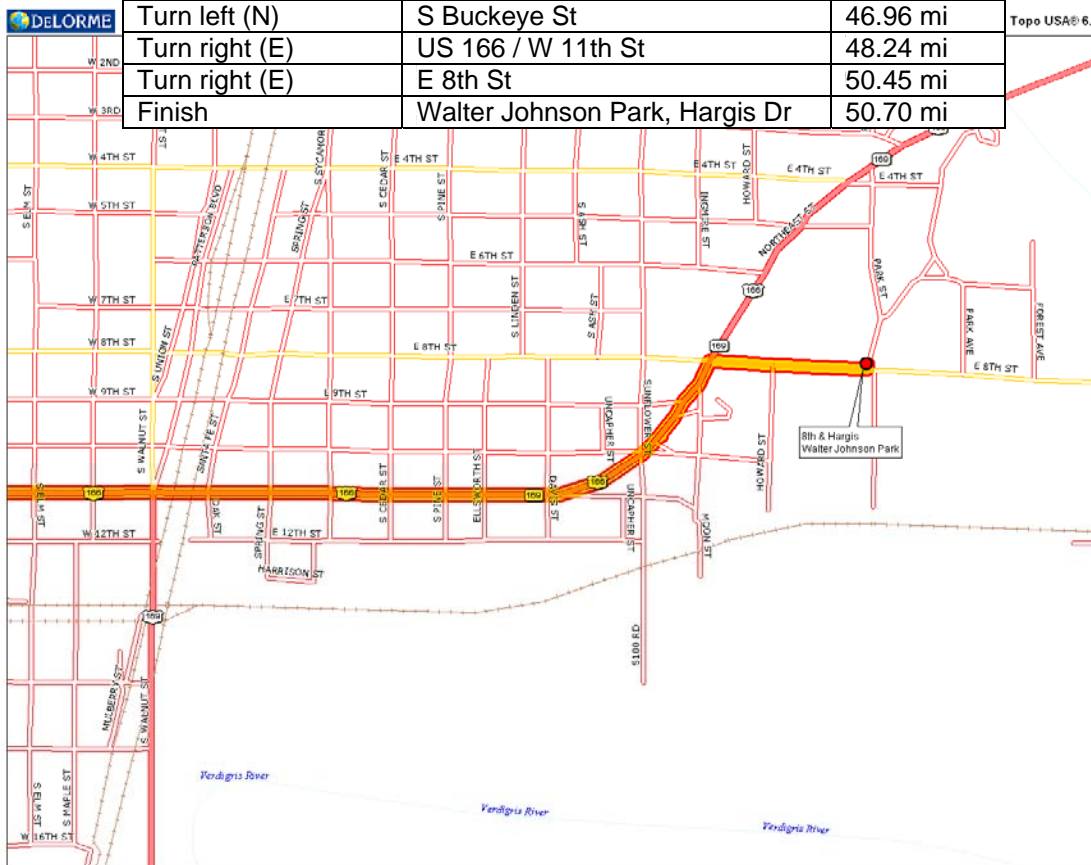 DELORME
Topo USA® 6.
Turn left (N) S Buckeye St 46.96 mi
Turn right (E) US 166 / W 11th St 48.24 mi
Turn right (E) E 8th St 50.45 mi
Finish Walter Johnson Park, Hargis Dr 50.70 mi
W 2ND
W 3RD
S SYCAMOR
W 4TH ST
S CEDAR ST
E 4TH ST
E 4TH ST
HOWARD ST
169
E 4TH ST
E 4TH ST
S ELM ST
W 5TH ST
PATTERSON BLVD
SPRING ST
S PINE ST
S ASH ST
INGMIRE ST
NORTHEAST ST
E 6TH ST
PARK ST
166
W 7TH ST
E 7TH ST
S LINDEN ST
S ASH ST
PARK AVE
FOREST AVE
W 8TH ST
S UNION ST
E 8TH ST
169
E 8TH ST
W 9TH ST
E 9TH ST
SUNFLOWER ST
UNCAPHER ST
8th & Hargis
Walter Johnson Park
S WALNUT ST
SANTA FE ST
HOWARD ST
S ELM ST
166
166
S CEDAR ST
S PINE ST
ELLSWORTH ST
169
DAVIS ST
166
UNCAPHER ST
OAK ST
MOON ST
W 12TH ST
SPRING ST
E 12TH ST
HARRISON ST
169
5100 RD
MULBERRY ST
S WALNUT ST
Verdigris River
Verdigris River
Verdigris River
S ELM ST
S MAPLE ST
W 16TH ST